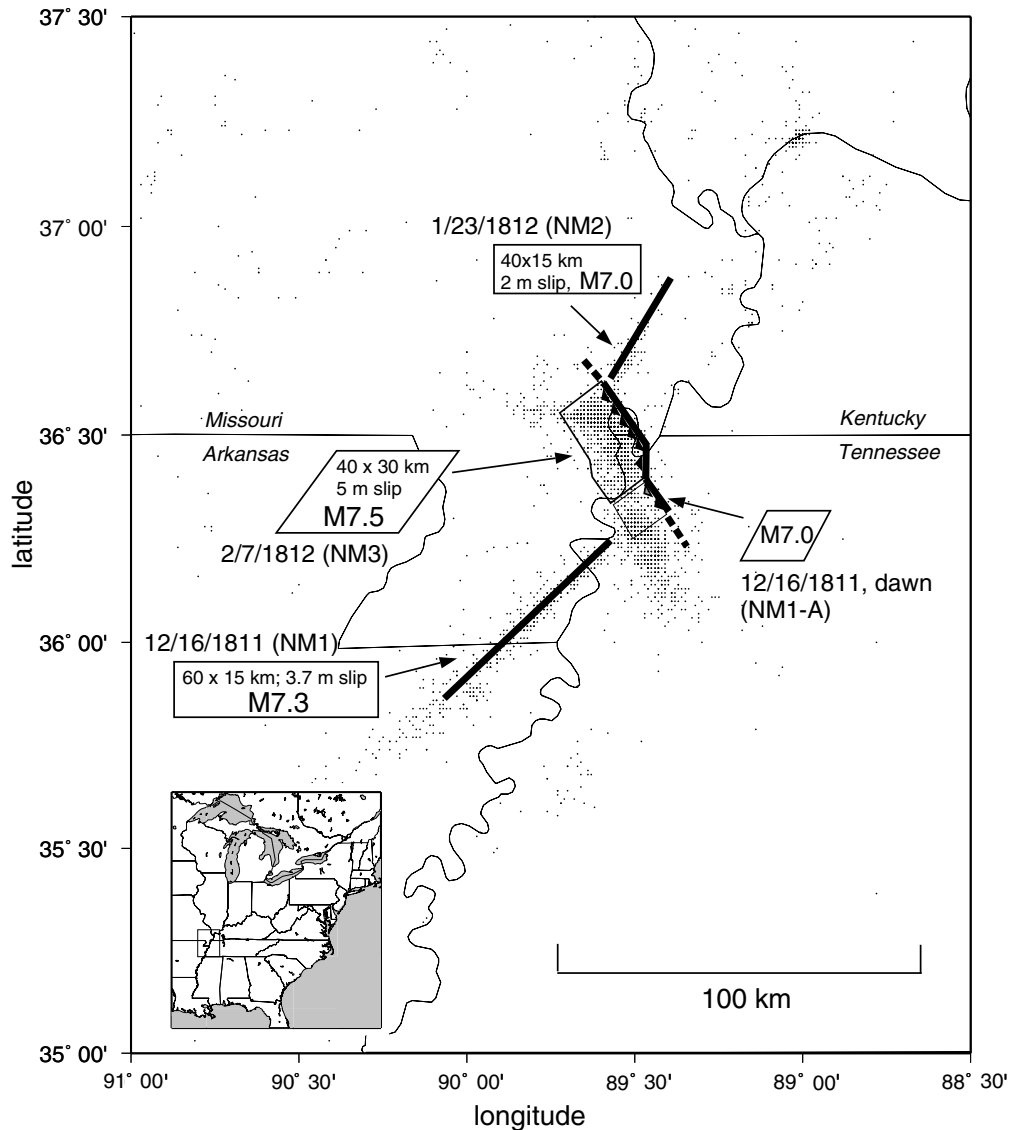 37° 30'
37° 00'
1/23/1812 (NM2)
40x15 km
2 m slip, M7.0
36° 30'
Missouri
Arkansas
Kentucky
Tennessee
40 x 30 km
5 m slip
M7.5
2/7/1812 (NM3)
M7.0
12/16/1811, dawn
(NM1-A)
latitude
36° 00'
12/16/1811 (NM1)
60 x 15 km; 3.7 m slip
M7.3
35° 30'
100 km
35° 00'
91° 00'
90° 30'
90° 00'
89° 30'
89° 00'
88° 30'
longitude